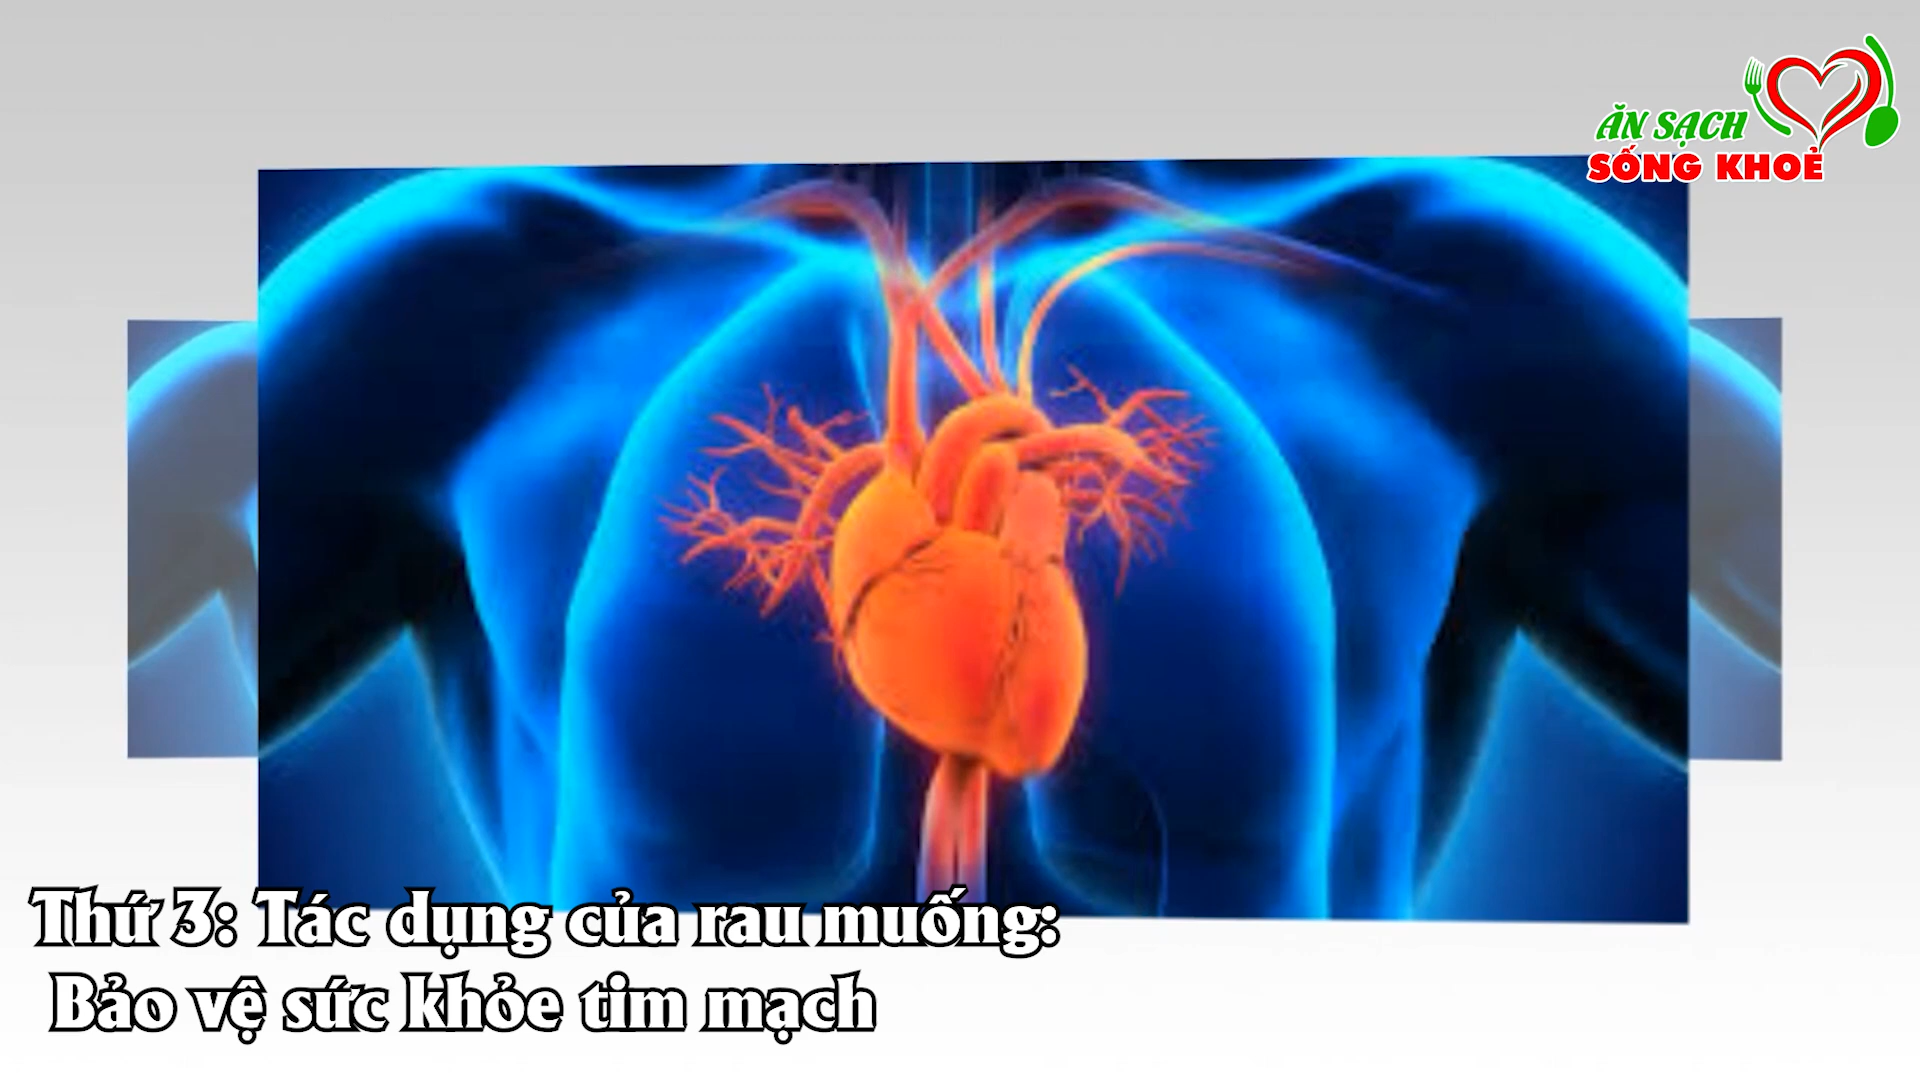 ĂN SẠCH
SỐNG KHOẺ
Thứ 3: Tác dụng của rau muống:
Bảo vệ sức khỏe tim mạch